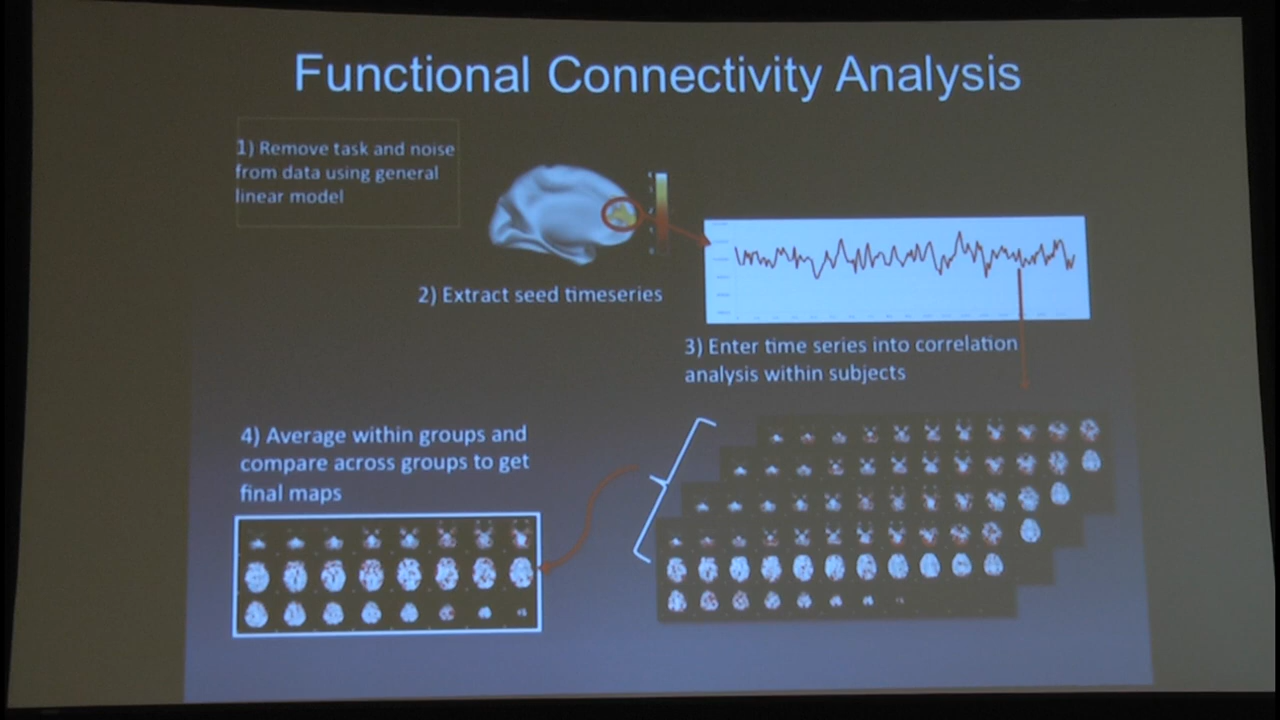 Functional Connectivity Analysis
1) Remove task and noise
from data using general
linear model
2) Extract seed timeseries
3) Enter time series into correlation
analysis within subjects
4) Average within groups and
compare across groups to get
final maps